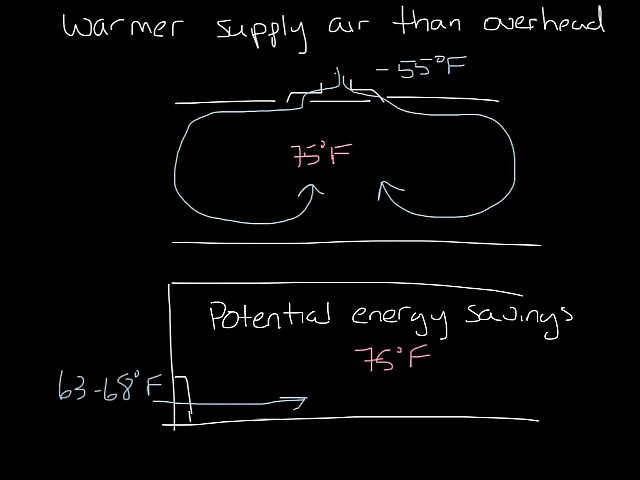 Warmer supply air than overhead
~55°F
75°F
Potential energy savings
75°F
63-68°F